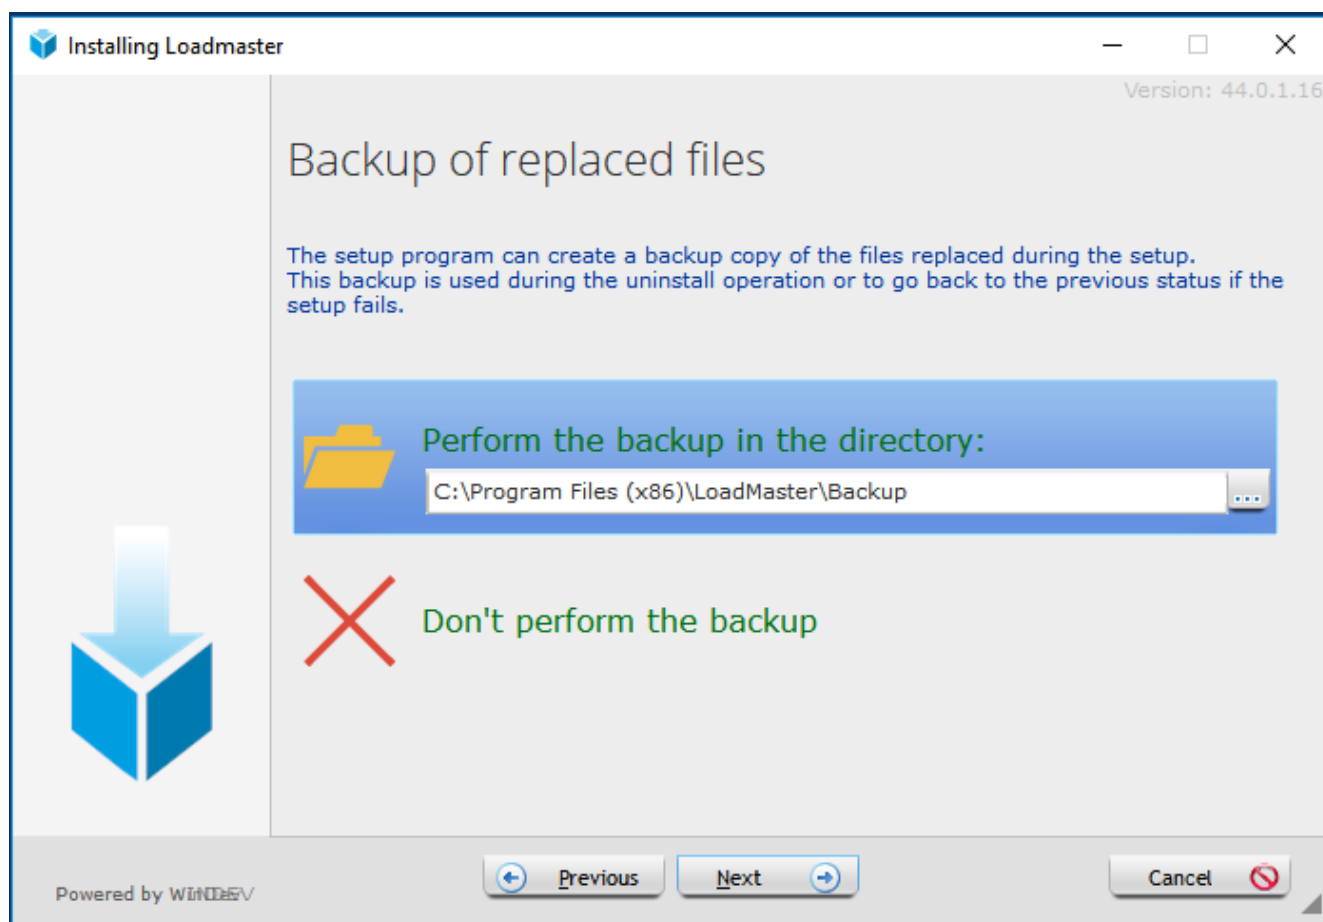 Installing Loadmaster
Version: 44.0.1.16
Backup of replaced files
The setup program can create a backup copy of the files replaced during the setup.
This backup is used during the uninstall operation or to go back to the previous status if the
setup fails.
Perform the backup in the directory:
C:\Program Files (x86)\LoadMaster\Backup
...
Don't perform the backup
Powered by
Previous
Next
Cancel